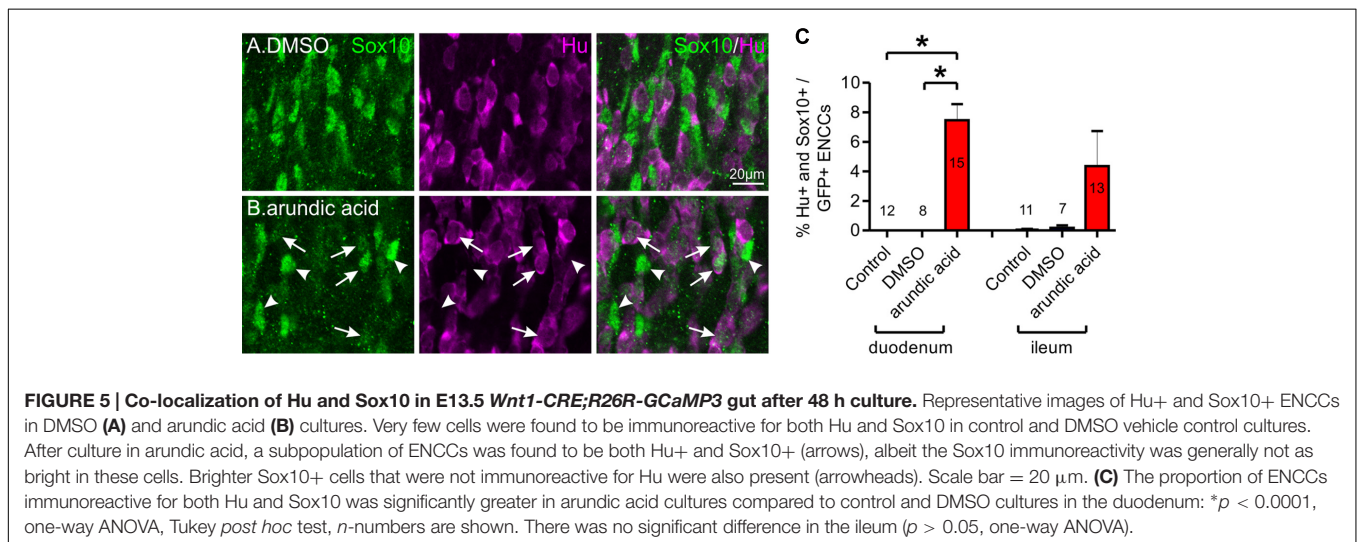 A.DMSO Sox10
Hu
Sox10/Hu
20μm
B.arundic acid
C
*
*
% Hu+ and Sox10+ /
GFP+ ENCCs
10
8
6
4
2
0
12
8
15
11
7
13
Control
DMSO
arundic acid
Control
DMSO
arundic acid
duodenum
ileum
FIGURE 5 | Co-localization of Hu and Sox10 in E13.5 Wnt1-CRE;R26R-GCaMP3 gut after 48 h culture. Representative images of Hu+ and Sox10+ ENCCs
in DMSO (A) and arundic acid (B) cultures. Very few cells were found to be immunoreactive for both Hu and Sox10 in control and DMSO vehicle control cultures.
After culture in arundic acid, a subpopulation of ENCCs was found to be both Hu+ and Sox10+ (arrows), albeit the Sox10 immunoreactivity was generally not as
bright in these cells. Brighter Sox10+ cells that were not immunoreactive for Hu were also present (arrowheads). Scale bar = 20 μm. (C) The proportion of ENCCs
immunoreactive for both Hu and Sox10 was significantly greater in arundic acid cultures compared to control and DMSO cultures in the duodenum: *p < 0.0001,
one-way ANOVA, Tukey post hoc test, n-numbers are shown. There was no significant difference in the ileum (p > 0.05, one-way ANOVA).